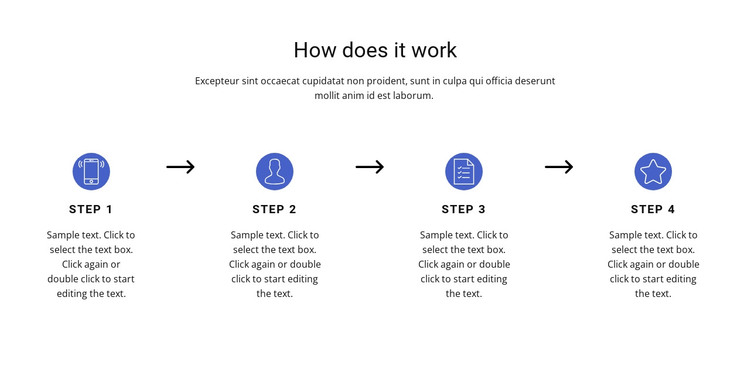 How does it work
Excepteur sint occaecat cupidatat non proident, sunt in culpa qui officia deserunt
mollit anim id est laborum.
STEP 1
Sample text. Click to
select the text box.
Click again or
double click to start
editing the text.
STEP 2
Sample text. Click to
select the text box.
Click again or double
click to start editing
the text.
STEP 3
Sample text. Click to
select the text box.
Click again or double
click to start editing
the text.
STEP 4
Sample text. Click to
select the text box.
Click again or double
click to start editing
the text.